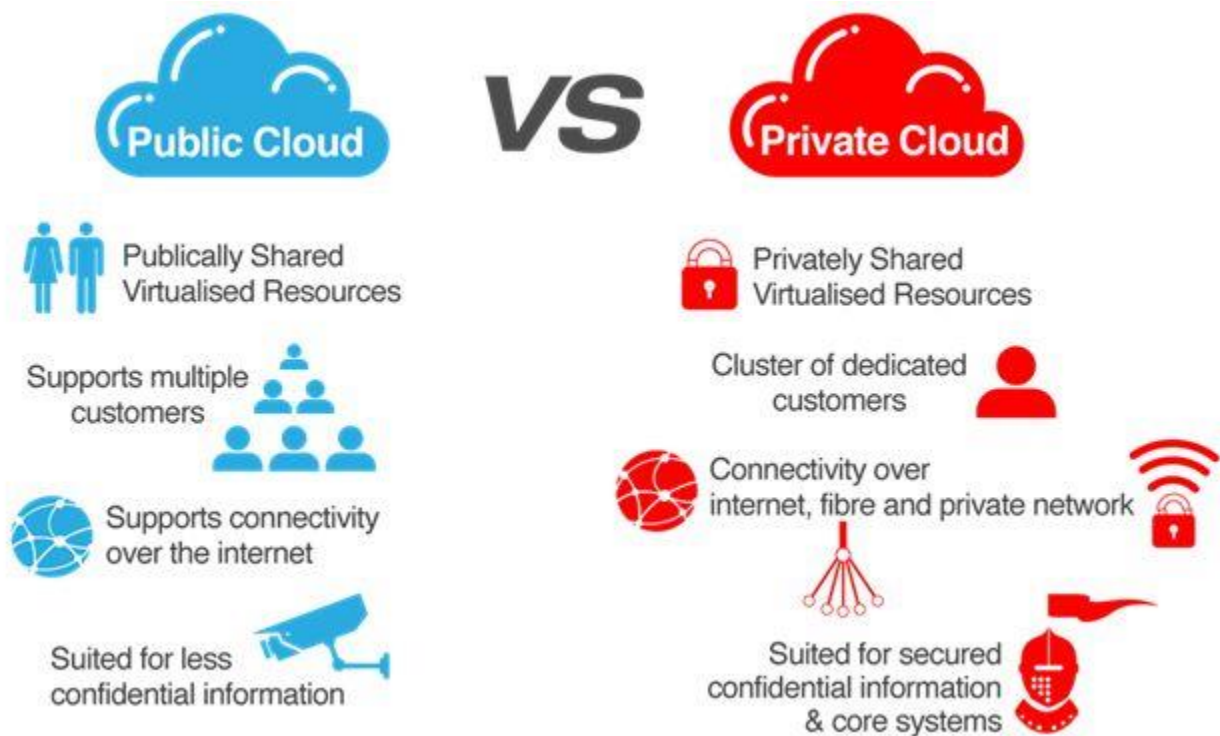 Public Cloud
VS
Private Cloud
Publically Shared
Virtualised Resources
Supports multiple
customers
Supports connectivity
over the internet
Suited for less
confidential information
Privately Shared
Virtualised Resources
Cluster of dedicated
customers
Connectivity over
internet, fibre and private network
Suited for secured
confidential information
& core systems